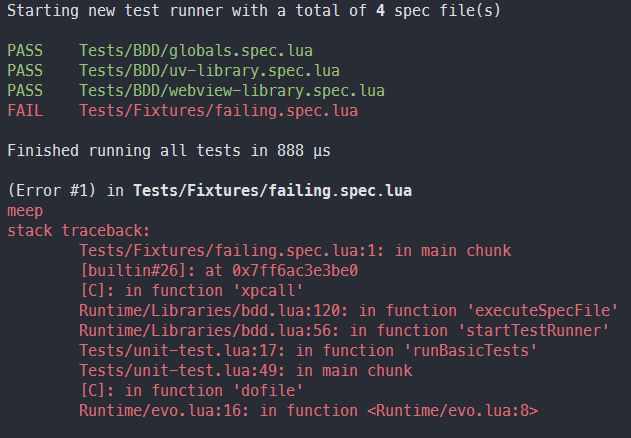 Starting new test runner with a total of 4 spec file(s)
PASS    Tests/BDD/globals.spec.lua
PASS    Tests/BDD/uv-library.spec.lua
PASS    Tests/BDD/webview-library.spec.lua
FAIL    Tests/Fixtures/failing.spec.lua
Finished running all tests in 888 μs
(Error #1) in Tests/Fixtures/failing.spec.lua
meep
stack traceback:
        Tests/Fixtures/failing.spec.lua:1: in main chunk
        [builtin#26]: at 0x7ff6ac3e3be0
        [C]: in function 'xpcall'
        Runtime/Libraries/bdd.lua:120: in function 'executeSpecFile'
        Runtime/Libraries/bdd.lua:56: in function 'startTestRunner'
        Tests/unit-test.lua:17: in function 'runBasicTests'
        Tests/unit-test.lua:49: in main chunk
        [C]: in function 'dofile'
        Runtime/evo.lua:16: in function <Runtime/evo.lua:8>